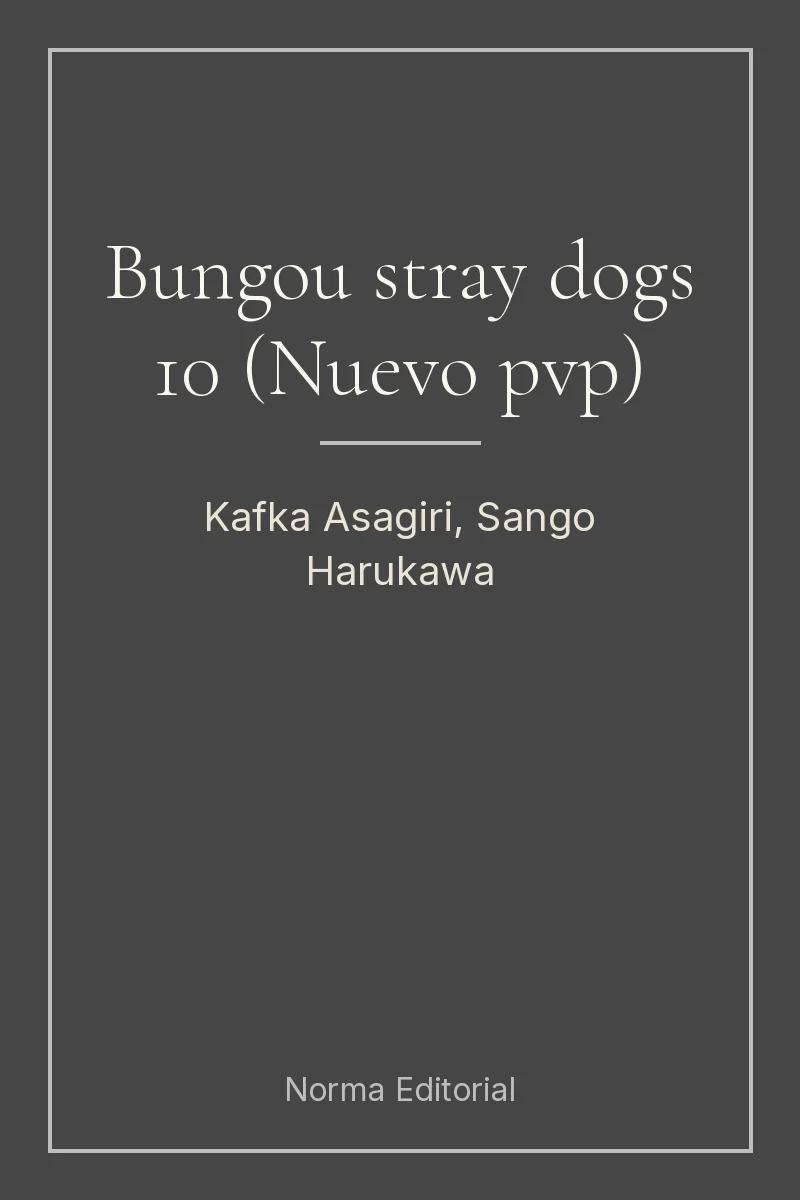 Bungou stray dogs
10 (Nuevo pvp)
Kafka Asagiri, Sango
Harukawa
Norma Editorial